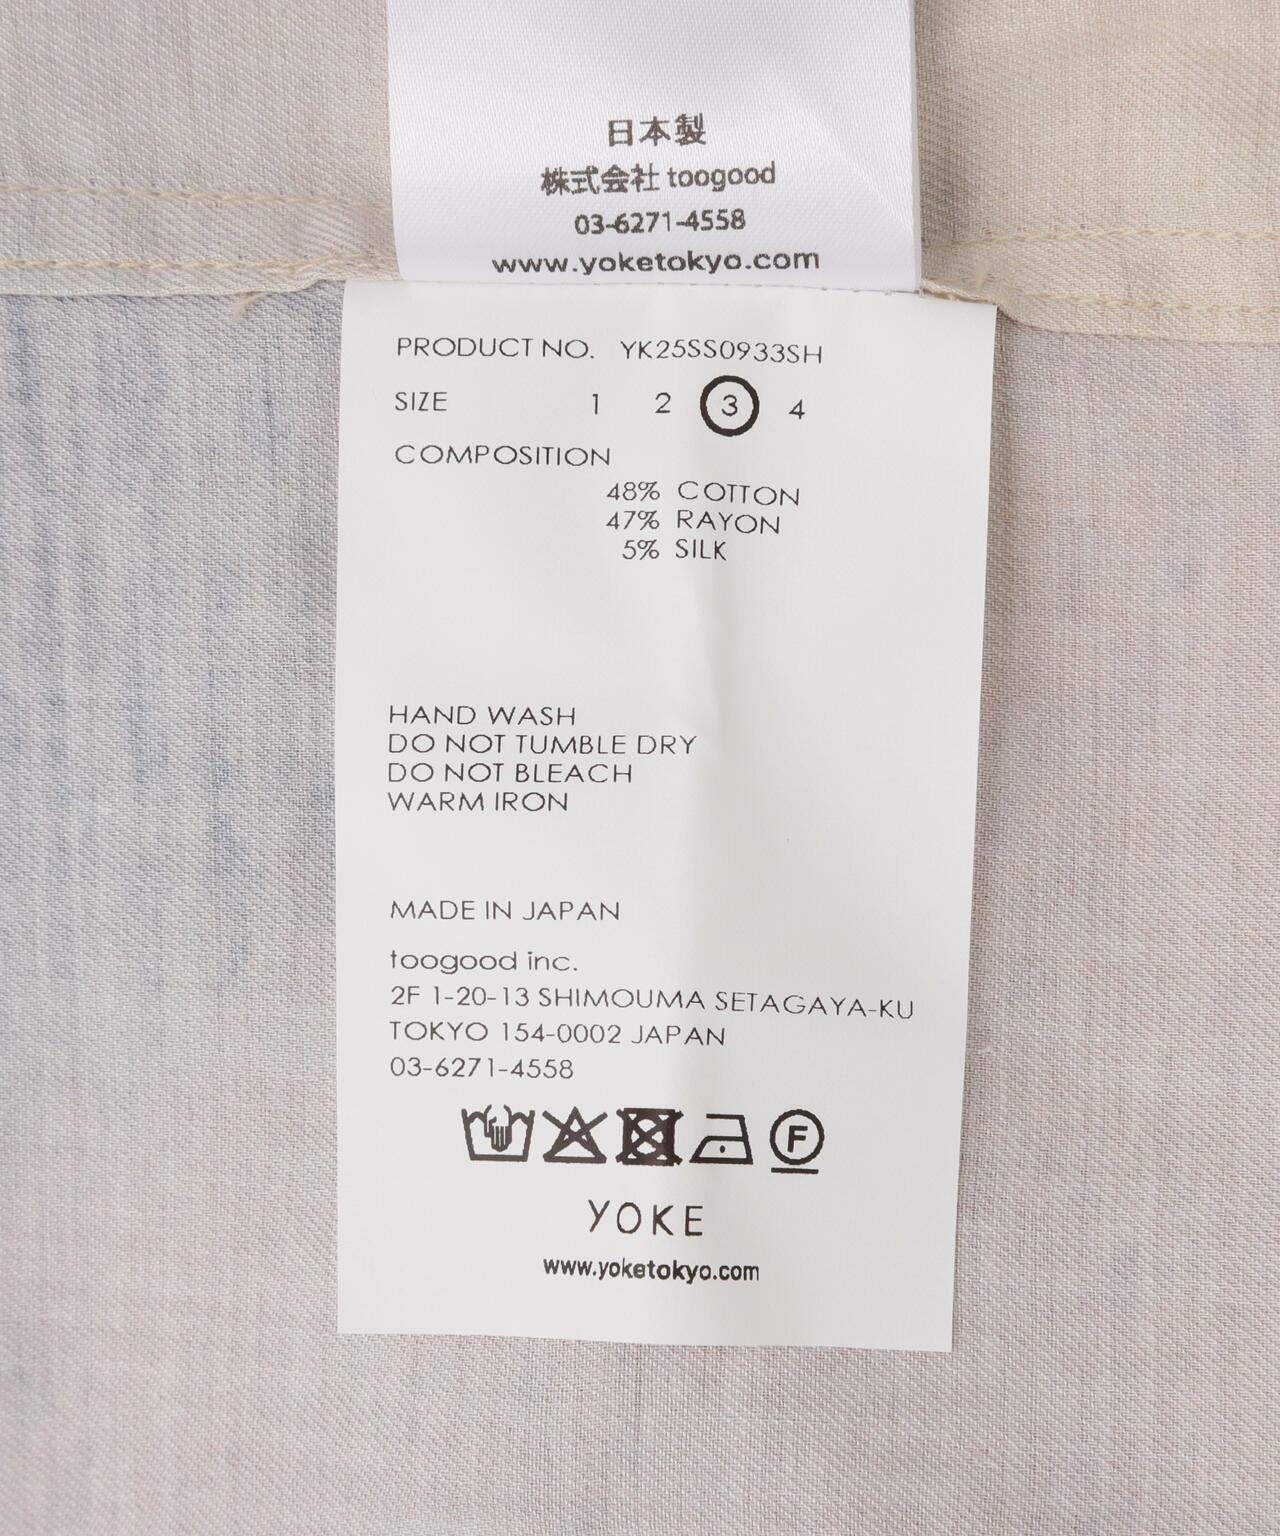 日本製
株式会社 toogood
03-6271-4558
www.yoketokyo.com
PRODUCT NO. YK25SS0933SH
SIZE 1 2 3 4
COMPOSITION
48% COTTON
47% RAYON
5% SILK
HAND WASH
DO NOT TUMBLE DRY
DO NOT BLEACH
WARM IRON
MADE IN JAPAN
toogood inc.
2F 1-20-13 SHIMOUMA SETAGAYA-KU
TOKYO 154-0002 JAPAN
03-6271-4558
F
YOKE
www.yoketokyo.com